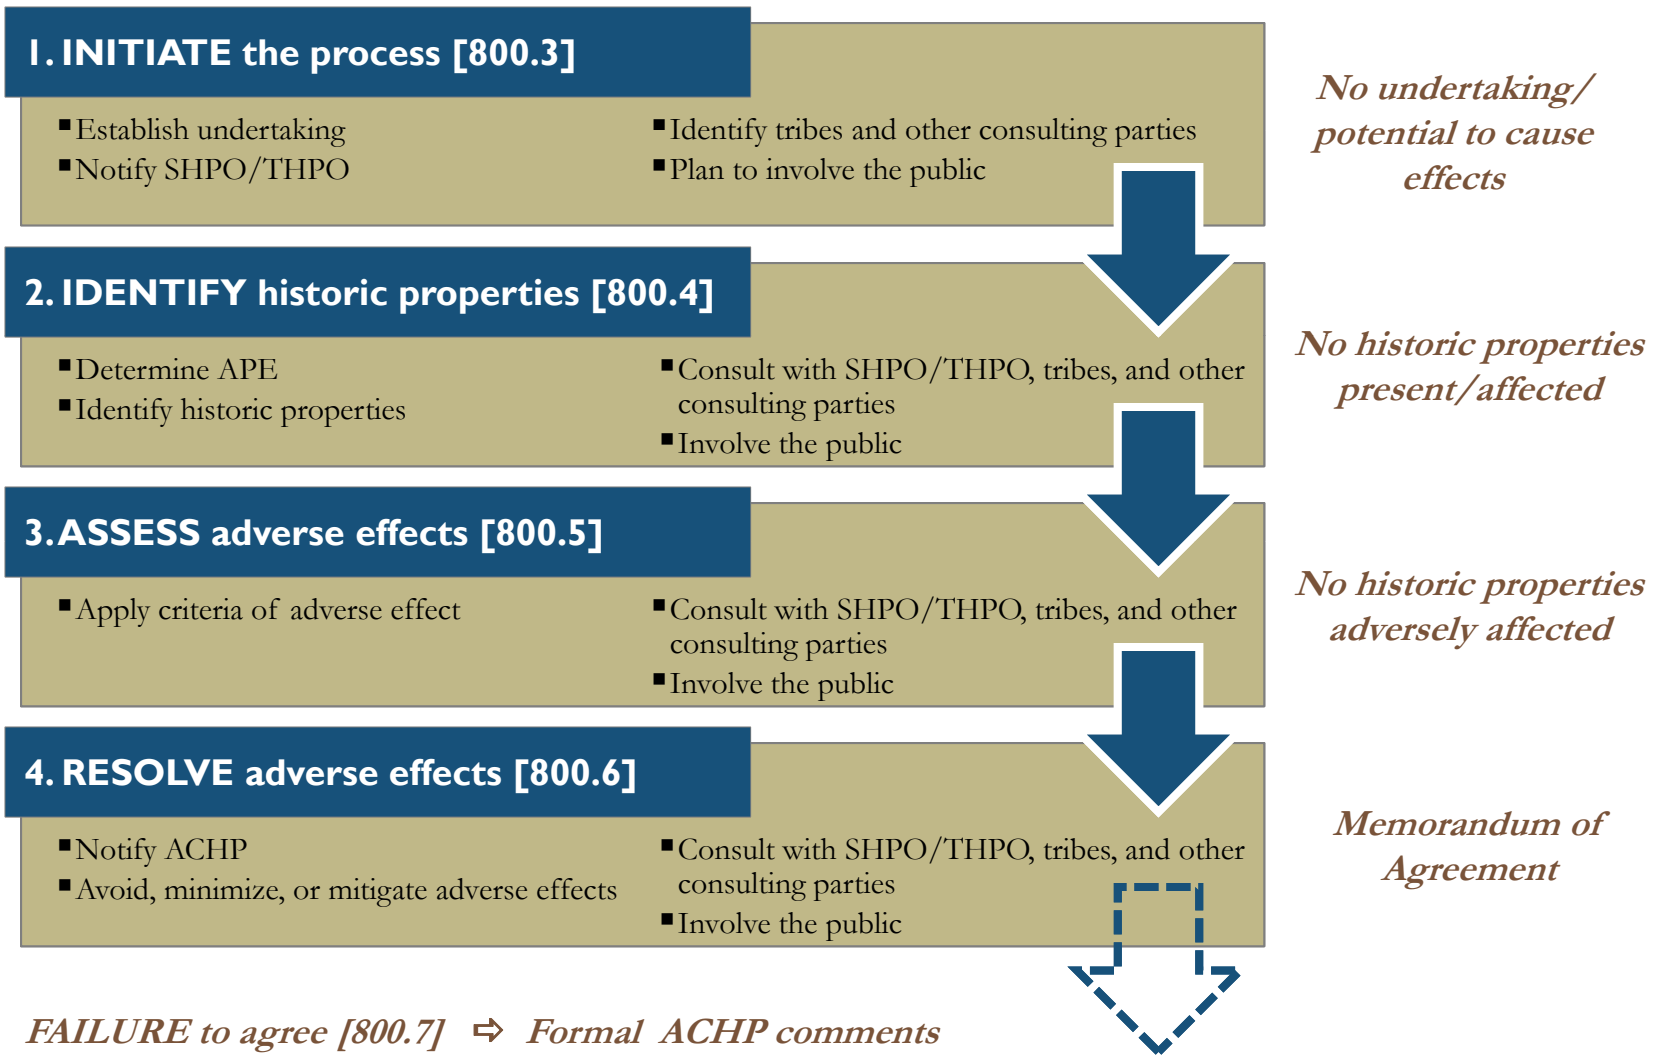 1. INITIATE the process [800.3]
▪Establish undertaking
▪Notify SHPO/THPO
▪Identify tribes and other consulting parties
▪Plan to involve the public
No undertaking/
potential to cause
effects
2. IDENTIFY historic properties [800.4]
▪Determine APE
▪Identify historic properties
▪Consult with SHPO/THPO, tribes, and other
consulting parties
▪Involve the public
No historic properties
present/affected
3. ASSESS adverse effects [800.5]
▪Apply criteria of adverse effect
▪Consult with SHPO/THPO, tribes, and other
consulting parties
▪Involve the public
No historic properties
adversely affected
4. RESOLVE adverse effects [800.6]
▪Notify ACHP
▪Avoid, minimize, or mitigate adverse effects
▪Consult with SHPO/THPO, tribes, and other
consulting parties
▪Involve the public
Memorandum of
Agreement
FAILURE to agree [800.7] ⇨ Formal ACHP comments